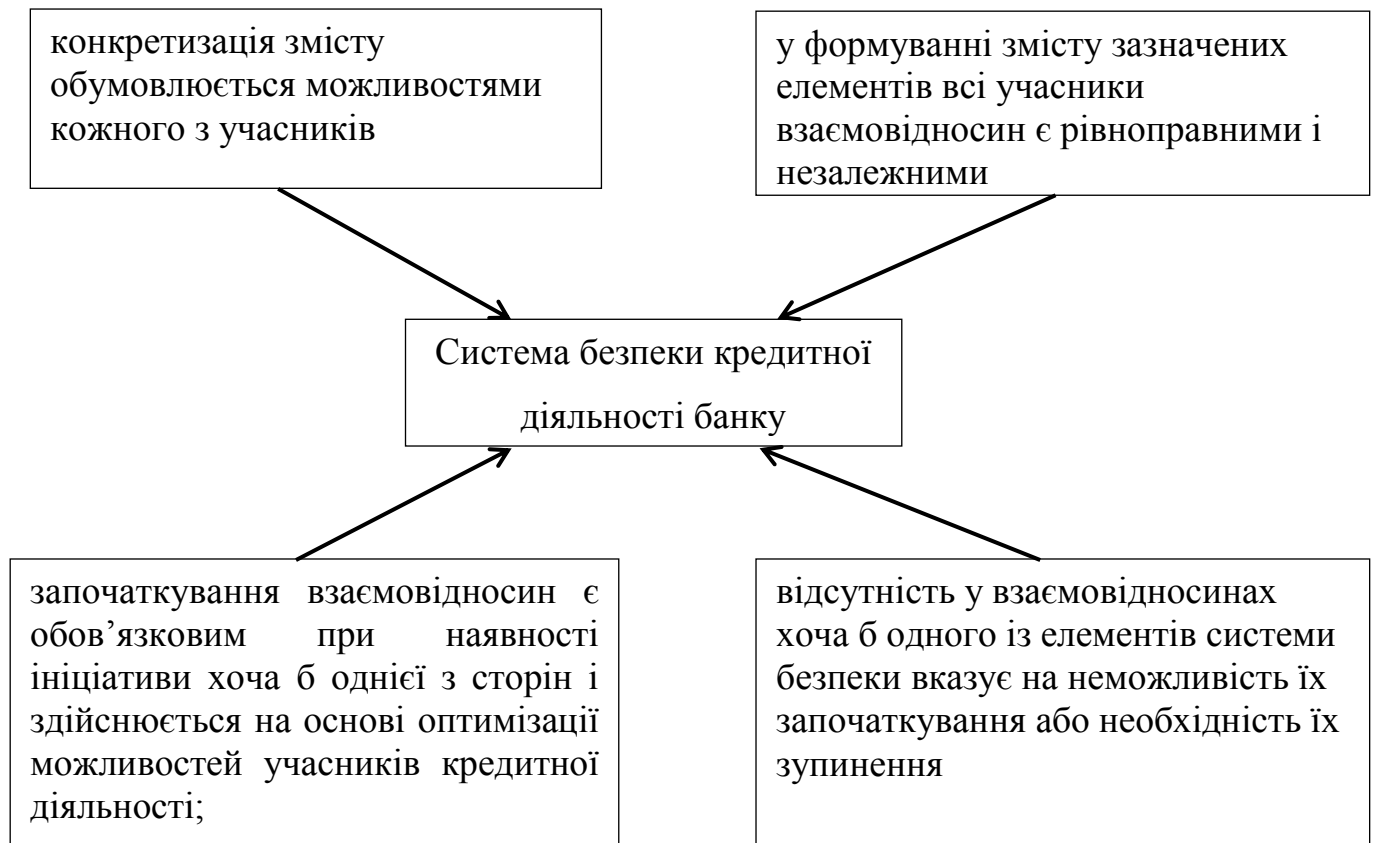 конкретизація змісту
обумовлюється можливостями
кожного з учасників
у формуванні змісту зазначених
елементів всі учасники
взаємовідносин є рівноправними і
незалежними
Система безпеки кредитної
діяльності банку
започаткування взаємовідносин є
обов’язковим при наявності
ініціативи хоча б однієї з сторін і
здійснюється на основі оптимізації
можливостей учасників кредитної
діяльності;
відсутність у взаємовідносинах
хоча б одного із елементів системи
безпеки вказує на неможливість їх
започаткування або необхідність їх
зупинення